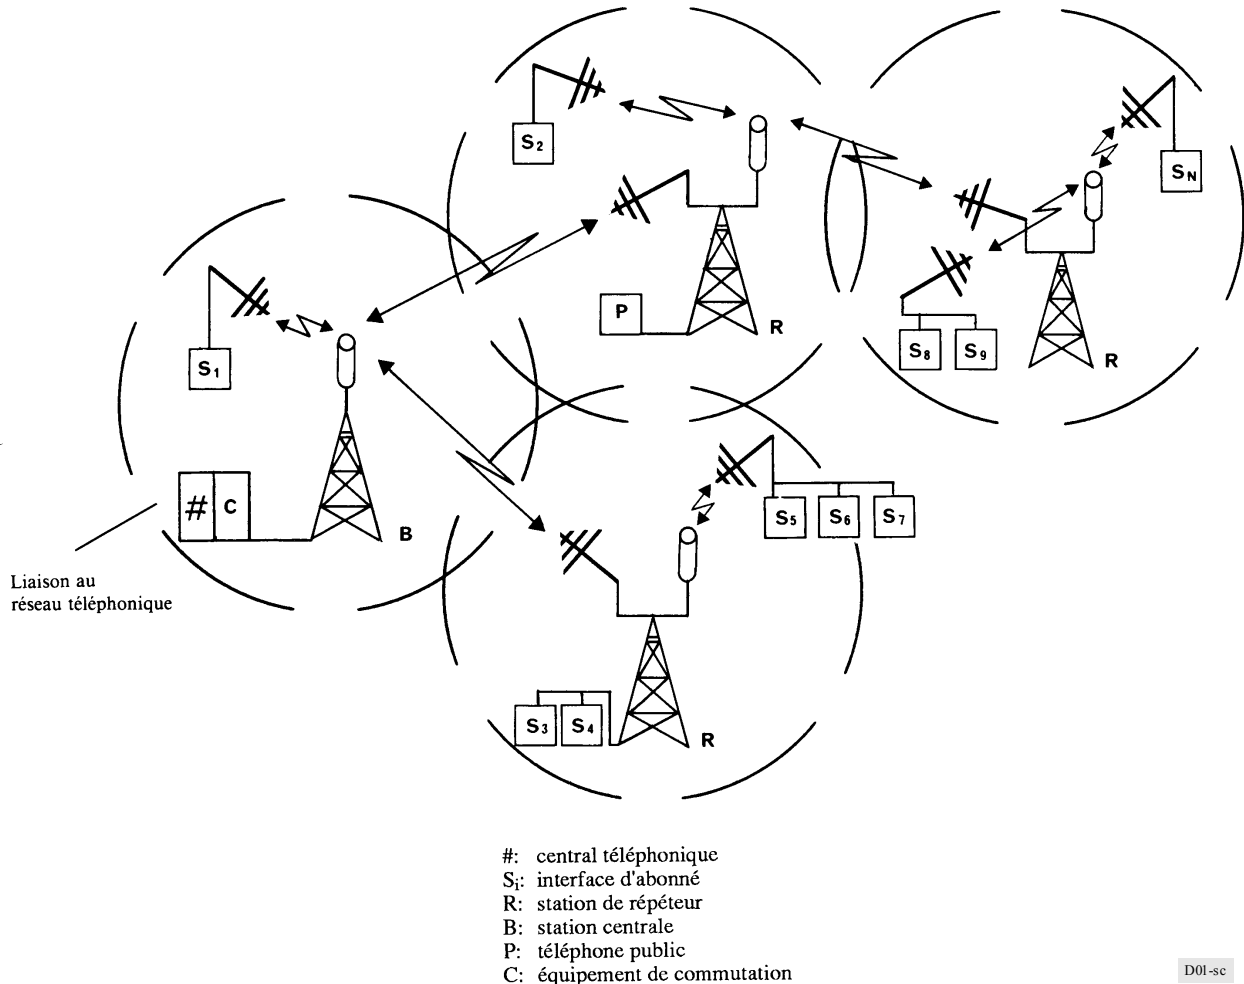 S2
SN
P
R
S8 S9
R
S1
# C
B
S5 S6 S7
Liaison au
réseau téléphonique
S3 S4
R
#: central téléphonique
Si: interface d'abonné
R: station de répéteur
B: station centrale
P: téléphone public
C: équipement de commutation
D01-sc